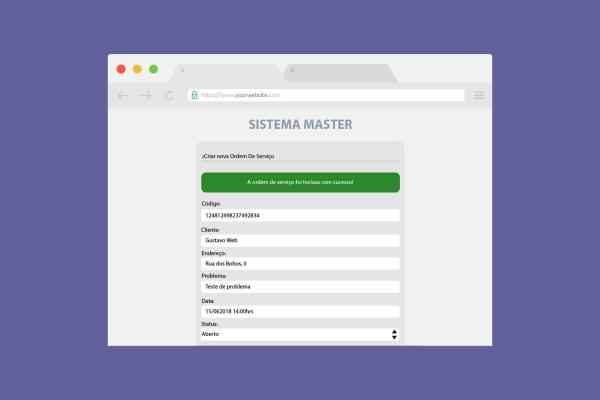 https://www.yourwebsite.com
SISTEMA MASTER
::Criar nova Ordem De Serviço
A ordem de serviço foi inclusa com sucesso!
Código:
124812498237492834
Cliente:
Gustavo Web
Endereço:
Rua dos Bobos, 0
Problema:
Teste de problema
Data:
15/062018 14:00hrs
Status:
Aberto